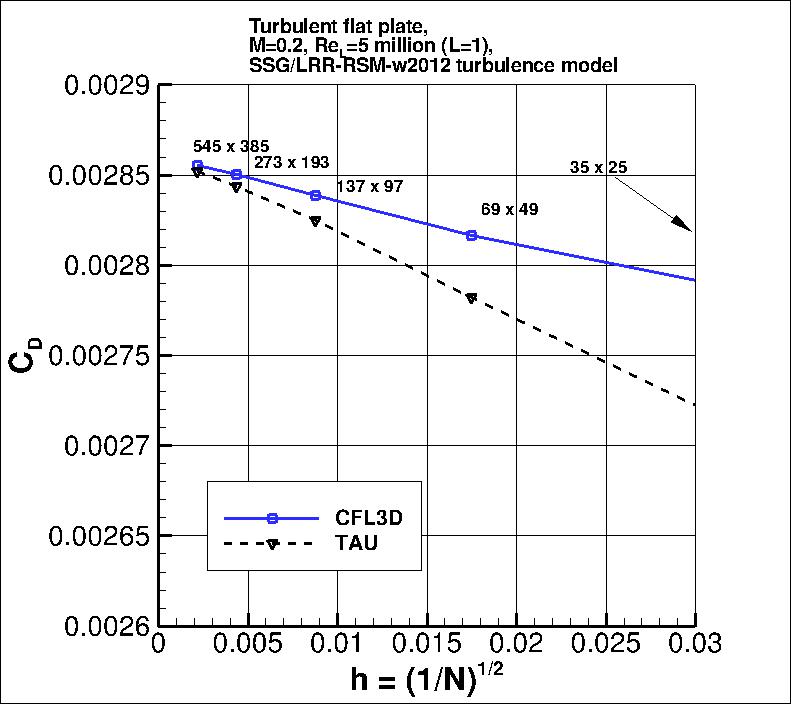 Turbulent flat plate,
M=0.2, Re_L=5 million (L=1),
SSG/LRR-RSM-w2012 turbulence model
0.0029
545 x 385
273 x 193
35 x 25
0.00285
137 x 97
69 x 49
0.0028
C_D
0.00275
0.0027
CFL3D
0.00265
TAU
0.0026
0 0.005 0.01 0.015 0.02 0.025 0.03
h = (1/N)^1/2